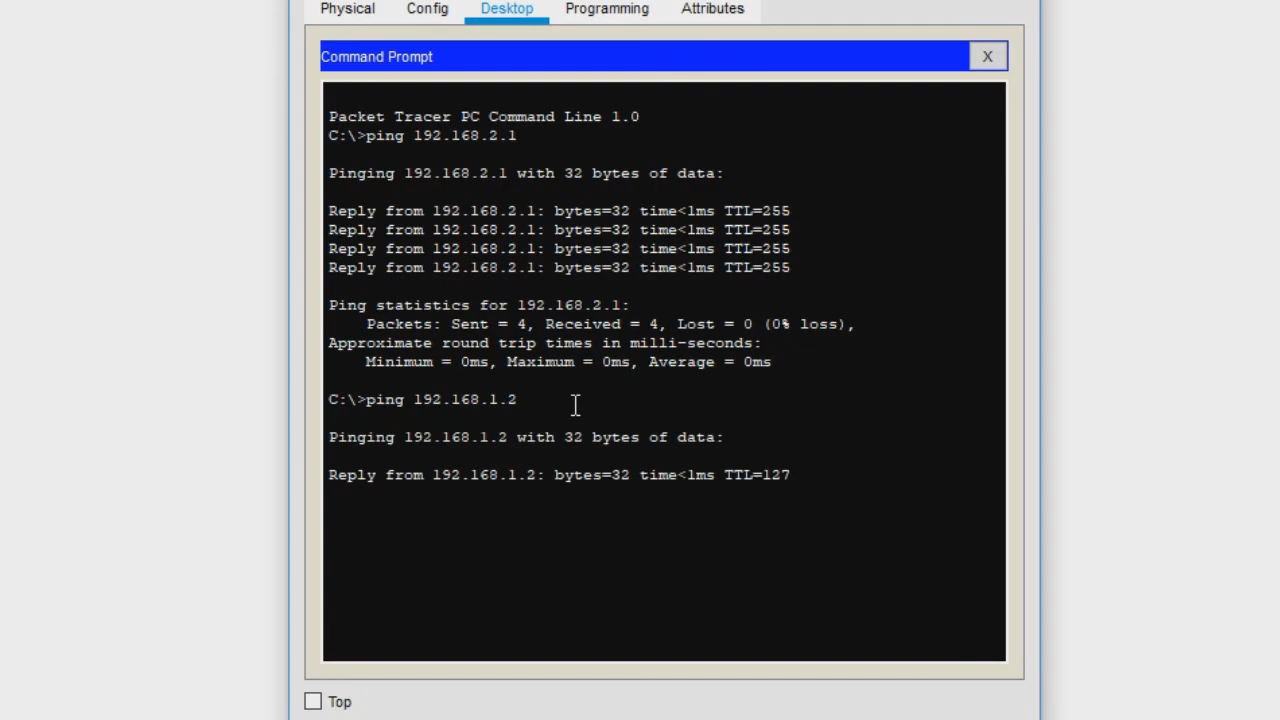 Physical Config Desktop Programming Attributes
Command Prompt X
Packet Tracer PC Command Line 1.0
C:\>ping 192.168.2.1
Pinging 192.168.2.1 with 32 bytes of data:
Reply from 192.168.2.1: bytes=32 time<1ms TTL=255
Reply from 192.168.2.1: bytes=32 time<1ms TTL=255
Reply from 192.168.2.1: bytes=32 time<1ms TTL=255
Reply from 192.168.2.1: bytes=32 time<1ms TTL=255
Ping statistics for 192.168.2.1:
Packets: Sent = 4, Received = 4, Lost = 0 (0% loss),
Approximate round trip times in milli-seconds:
Minimum = 0ms, Maximum = 0ms, Average = 0ms
C:\>ping 192.168.1.2
Pinging 192.168.1.2 with 32 bytes of data:
Reply from 192.168.1.2: bytes=32 time<1ms TTL=127
Top